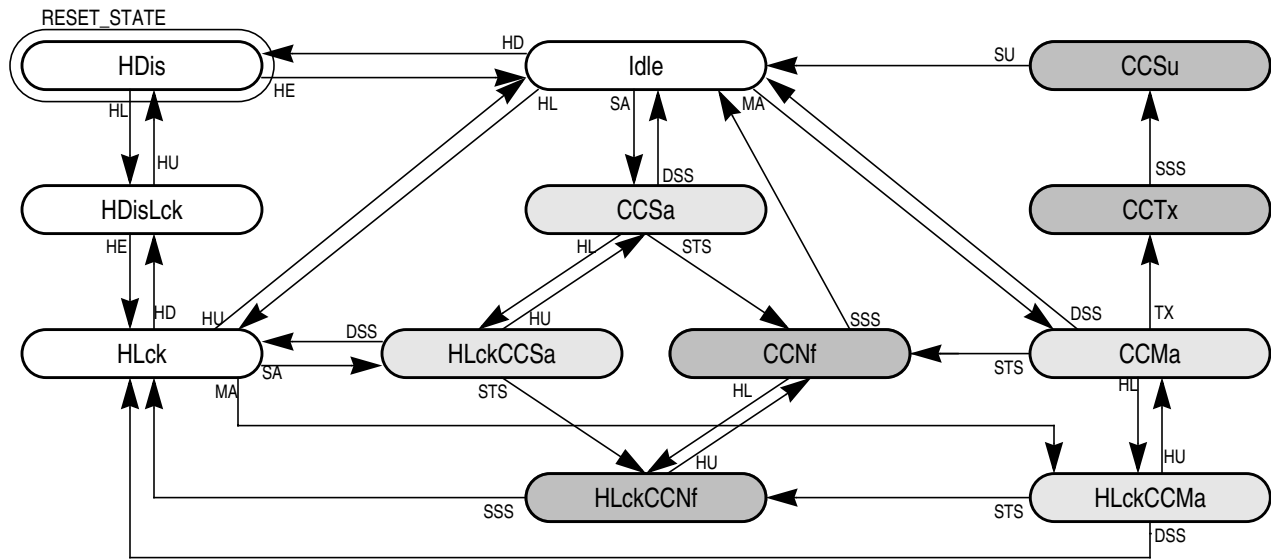 RESET_STATE
HDis
HD
Idle
SU
CCSu
HE
HL
HL
SA
MA
HU
DSS
SSS
HDisLck
CCSa
CCTx
HE
HL
STS
HD
HU
DSS
HU
SSS
DSS
TX
HLck
HLckCCSa
CCNf
CCMa
SA
STS
MA
STS
HL
HL
HU
HU
HLckCCNf
HLckCCMa
SSS
STS
DSS